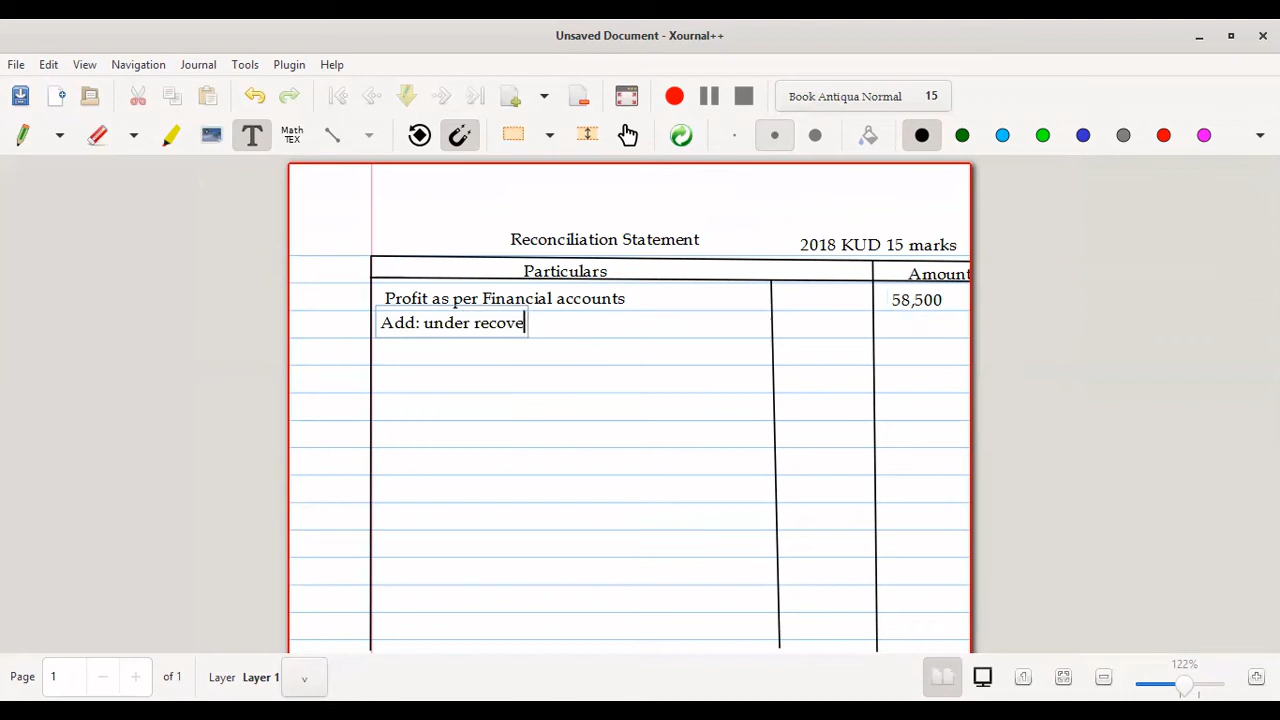 Unsaved Document - Xournal++
File Edit View Navigation Journal Tools Plugin Help
Book Antiqua Normal 15
Math
TEX
Reconciliation Statement
2018 KUD 15 marks
Particulars
Amount
Profit as per Financial accounts
58,500
Add: under recove
122%
Page 1 of 1 Layer Layer 1